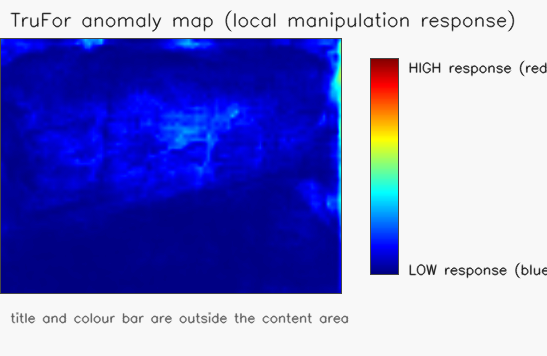 TruFor anomaly map (local manipulation response)
HIGH response (red
LOW response (blue
title and colour bar are outside the content area